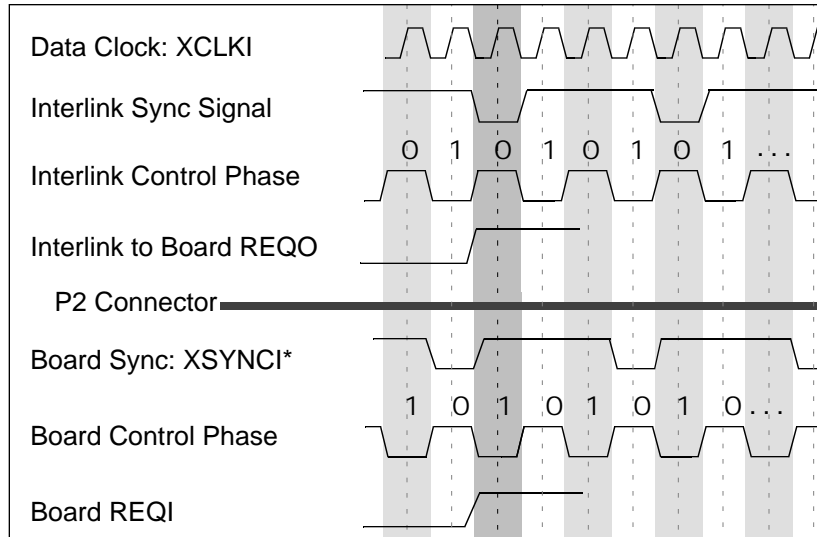 Data Clock: XCLKI
Interlink Sync Signal
0 1 0 1 0 1 0 1 ...
Interlink Control Phase
Interlink to Board REQO
P2 Connector
Board Sync: XSYNCI*
1 0 1 0 1 0 1 0...
Board Control Phase
Board REQI